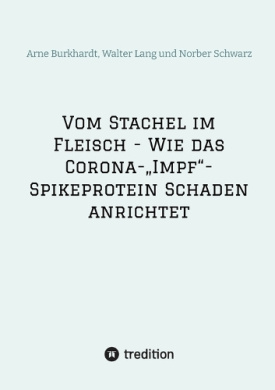 Arne Burkhardt, Walter Lang und Norber Schwarz
Vom Stachel im
Fleisch - Wie das
Corona-„Impf“-
Spikeprotein Schaden
anrichtet
tredition